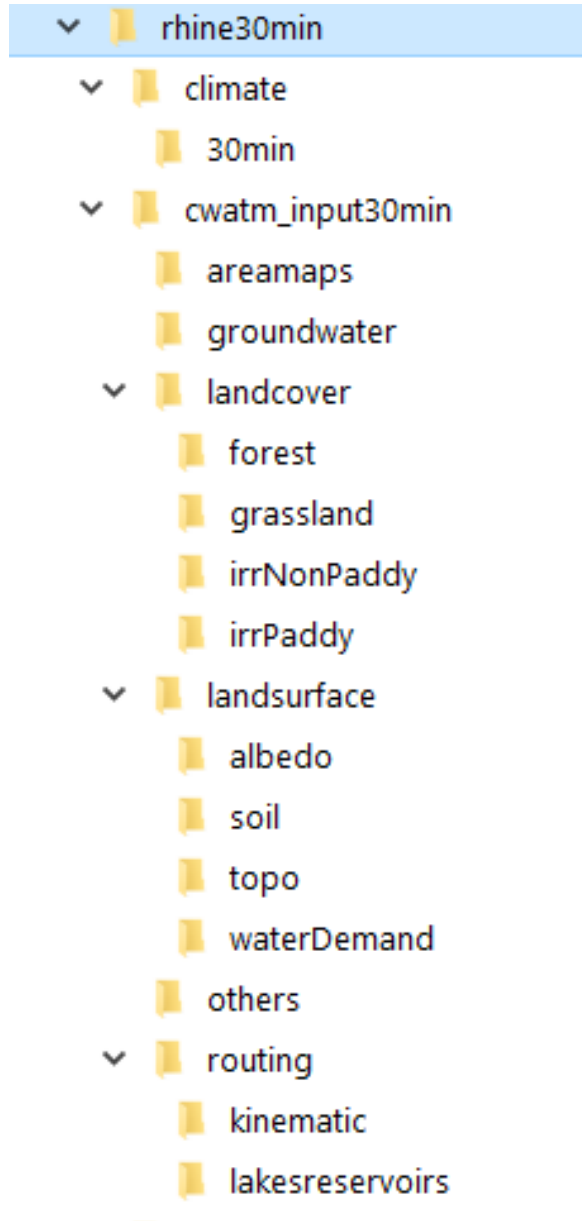 rhine30min
climate
30min
cwatm_input30min
areamaps
groundwater
landcover
forest
grassland
irrNonPaddy
irrPaddy
landsurface
albedo
soil
topo
waterDemand
others
routing
kinematic
lakesreservoirs